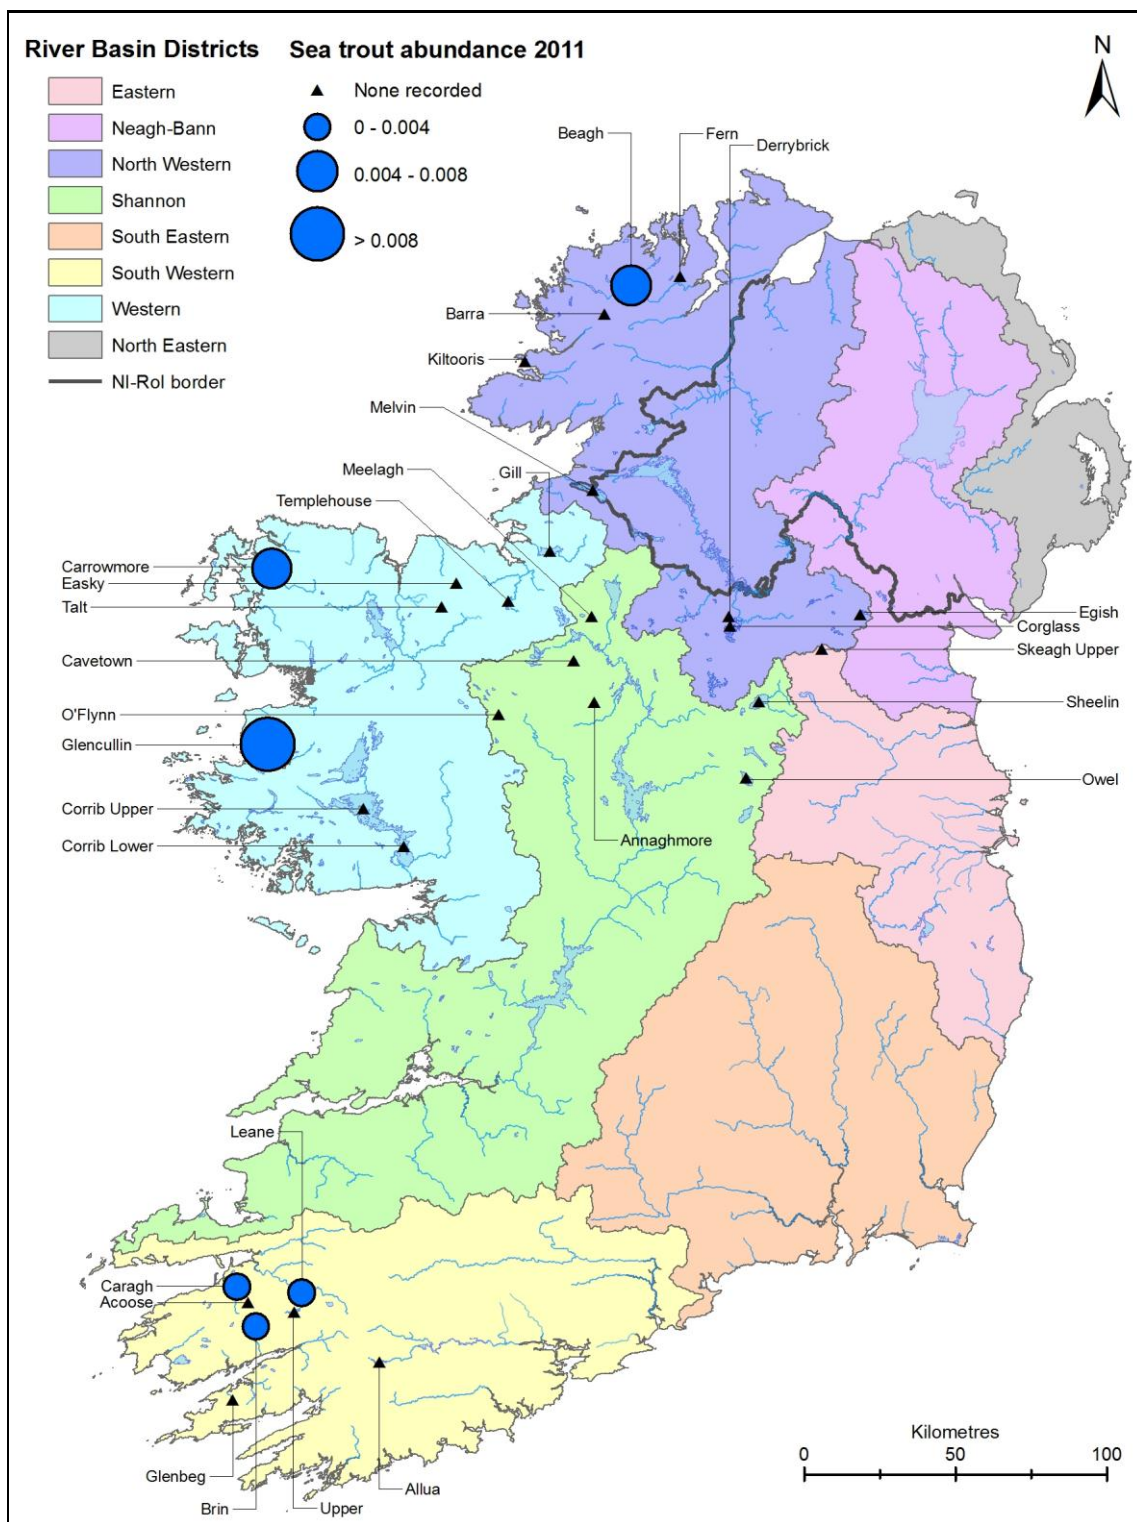 River Basin Districts
Eastern
Neagh-Bann
North Western
Shannon
South Eastern
South Western
Western
North Eastern
NI-RoI border
Sea trout abundance 2011
None recorded
0 - 0.004
0.004 - 0.008
> 0.008
N
Beagh
Fern
Derrybrick
Barra
Kiltooris
Melvin
Meelagh
Gill
Templehouse
Carrowmore
Easky
Talt
Cavetown
O'Flynn
Glencullin
Corrib Upper
Corrib Lower
Egish
Corglass
Skeagh Upper
Sheelin
Owel
Annaghmore
Leane
Caragh
Acoose
Glenbeg
Brin
Upper
Allua
Kilometres
0 50 100